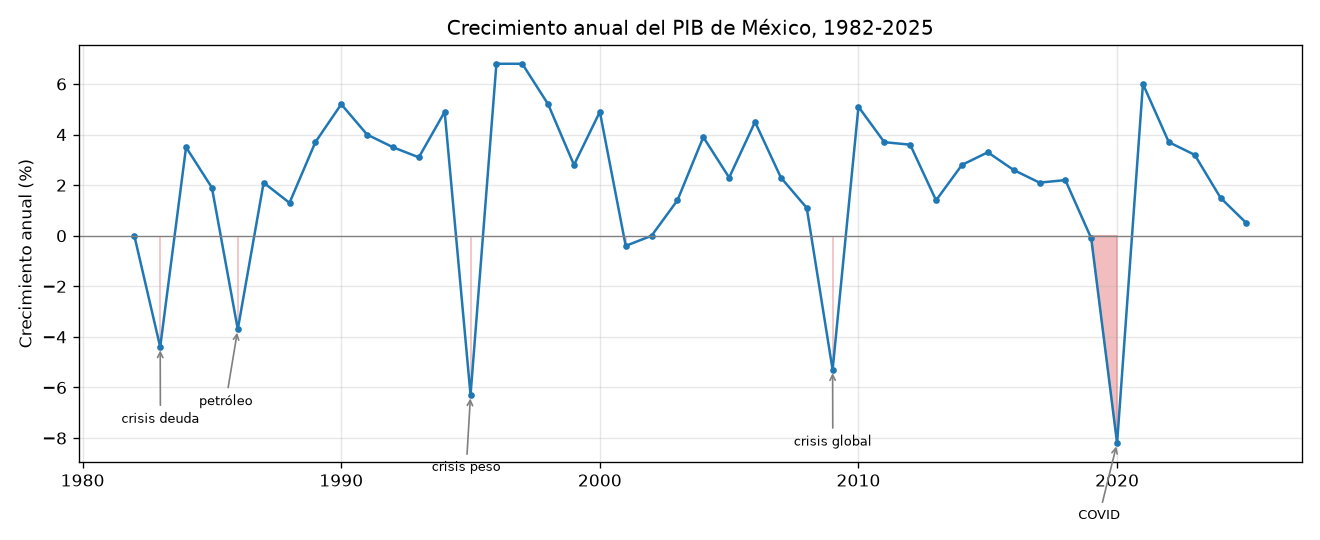 Crecimiento anual del PIB de México, 1982-2025
Crecimiento anual (%)
6
4
2
0
−2
−4
−6
−8
petróleo
crisis deuda
crisis global
crisis peso
1980
1990
2000
2010
2020
COVID